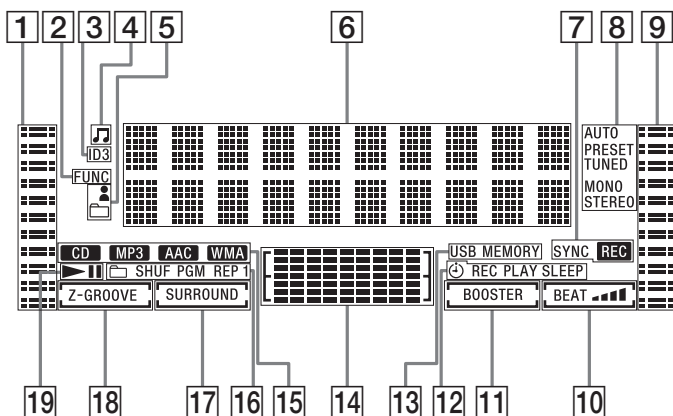 1 2 3 4 5 6 7 8 9
ID3
FUNC
AUTO
PRESET
TUNED
MONO
STEREO
CD MP3 AAC WMA
USB MEMORY SYNC REC
SHUF PGM REP 1
REC PLAY SLEEP
Z-GROOVE SURROUND BOOSTER BEAT
19 18 17 16 15 14 13 12 11 10